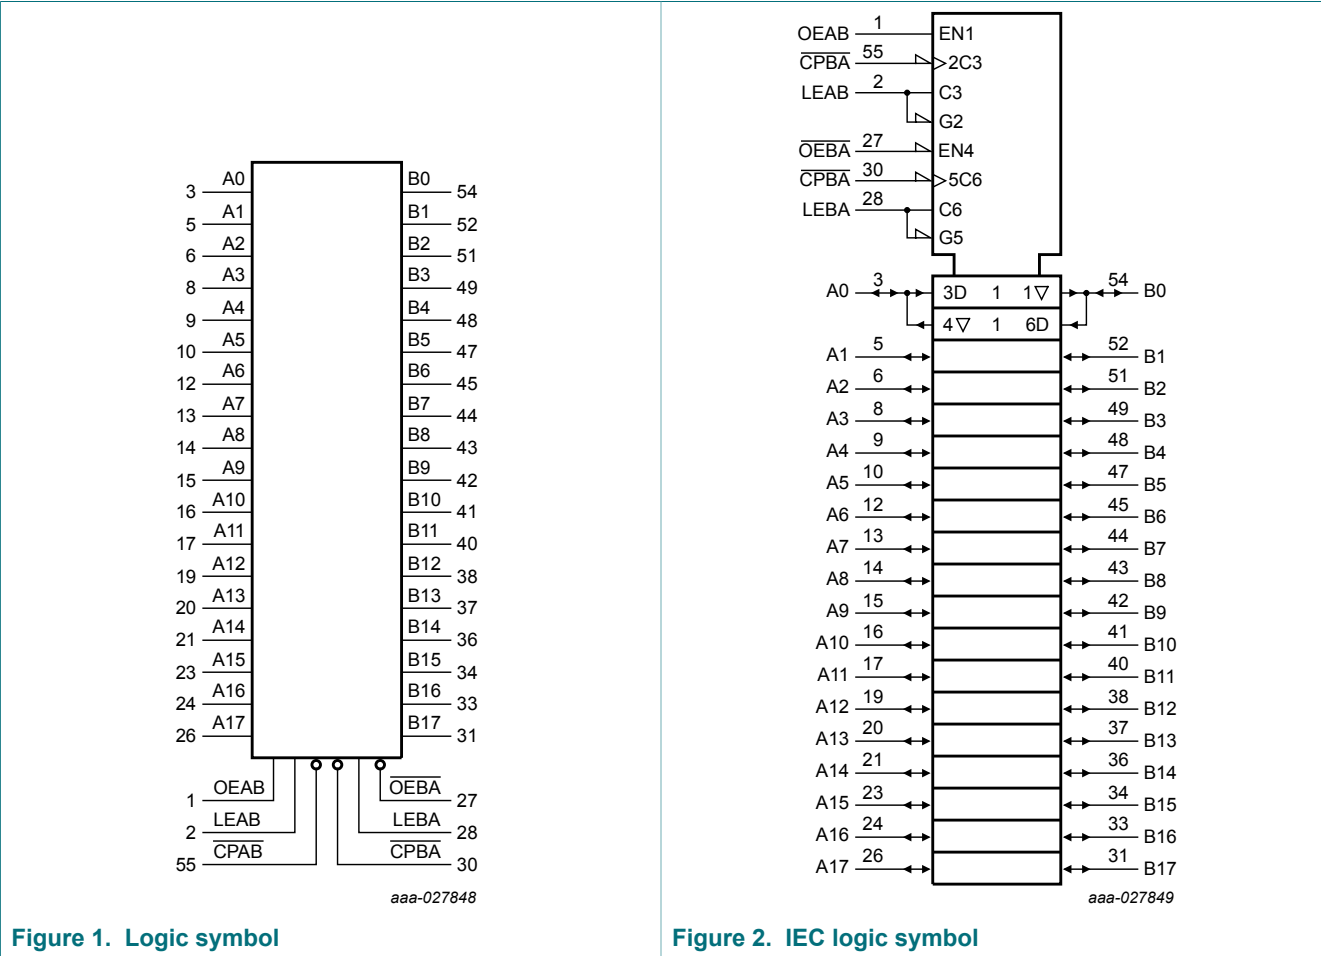 A0
3
B0
54
A1
5
B1
52
A2
6
B2
51
A3
8
B3
49
A4
9
B4
48
A5
10
B5
47
A6
12
B6
45
A7
13
B7
44
A8
14
B8
43
A9
15
B9
42
A10
16
B10
41
A11
17
B11
40
A12
19
B12
38
A13
20
B13
37
A14
21
B14
36
A15
23
B15
34
A16
24
B16
33
A17
26
B17
31
OEAB
1
OEBA
27
LEAB
2
LEBA
28
CPAB
55
CPBA
30
aaa-027848
Figure 1. Logic symbol
OEAB 1 EN1
CPBA 55 2C3
LEAB 2 C3
G2
OEBA 27 EN4
CPBA 30 5C6
LEBA 28 C6
G5
A0 3 3D 1 1▽ 54 B0
4▽ 1 6D
A1 5 52 B1
A2 6 51 B2
A3 8 49 B3
A4 9 48 B4
A5 10 47 B5
A6 12 45 B6
A7 13 44 B7
A8 14 43 B8
A9 15 42 B9
A10 16 41 B10
A11 17 40 B11
A12 19 38 B12
A13 20 37 B13
A14 21 36 B14
A15 23 34 B15
A16 24 33 B16
A17 26 31 B17
aaa-027849
Figure 2. IEC logic symbol